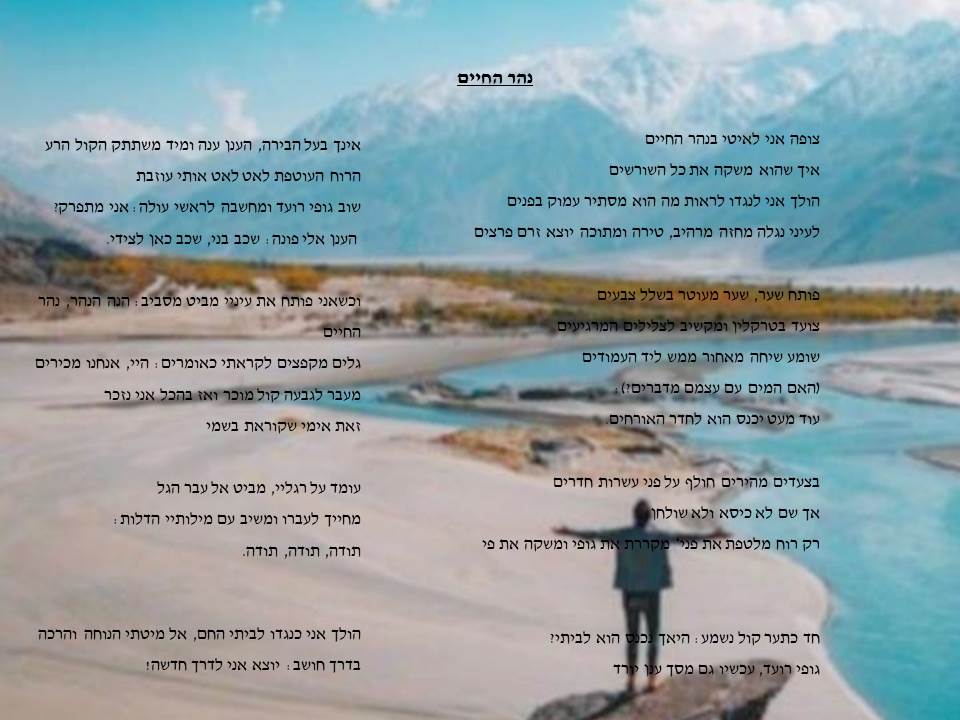 נהר החיים
צופה אני לאיטי בנהר החיים
איך שהוא משקה את כל השורשים
הולך אני לנגדו לראות מה הוא מסתיר עמוק בפנים
לעיני נגלה מחזה מרהיב, טירה ומתוכה יוצא זרם פרצים
פותח שער, שער מעוטר בשלל צבעים
צועד בטרקלין ומקשיב לצלילים המרגיעים
שומע שיחה מאחור ממש ליד העמודים
(האם המים עם עצמם מדברים?):
עוד מעט יכנס הוא לחדר האורחים.
בצעדים מהירים חולף על פני עשרות חדרים
אך שם לא כיסא ולא שולחן
רק רוח מלטפת את פניי מקררת את גופי ומשקה את פי
חד כתער קול נשמע: היאך נכנס הוא לביתי?
גופי רועד, עכשיו גם מסך ענן יורד
אינך בעל הבירה, הענן ענה ומיד משתתק הקול הרע
הרוח העוטפת לאט לאט אותי עוזבת
שוב גופי רועד ומחשבה לראשי עולה: אני מתפרק?
הענן אלי פונה: שכב בני, שכב כאן לצידי.
וכשאני פותח את עיניי מביט מסביב: הנה הנהר, נהר
החיים
גלים מקפצים לקראתי כאומרים: היי, אנחנו מכירים
מעבר לגבעה קול מוכר ואז בהכל אני נזכר
זאת אימי שקוראת בשמי
עומד על רגליי, מביט אל עבר הגל
מחייך לעברו ומשיב עם מילותיי הדלות:
תודה, תודה, תודה.
הולך אני כנגדו לביתי החם, אל מיטתי הנוחה והרכה
בדרך חושב: יוצא אני לדרך חדשה!